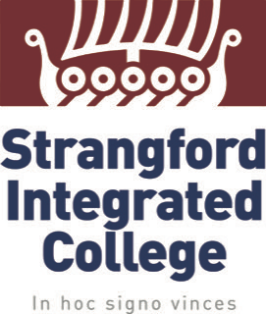 Strangford
Integrated
College
In hoc signo vinces